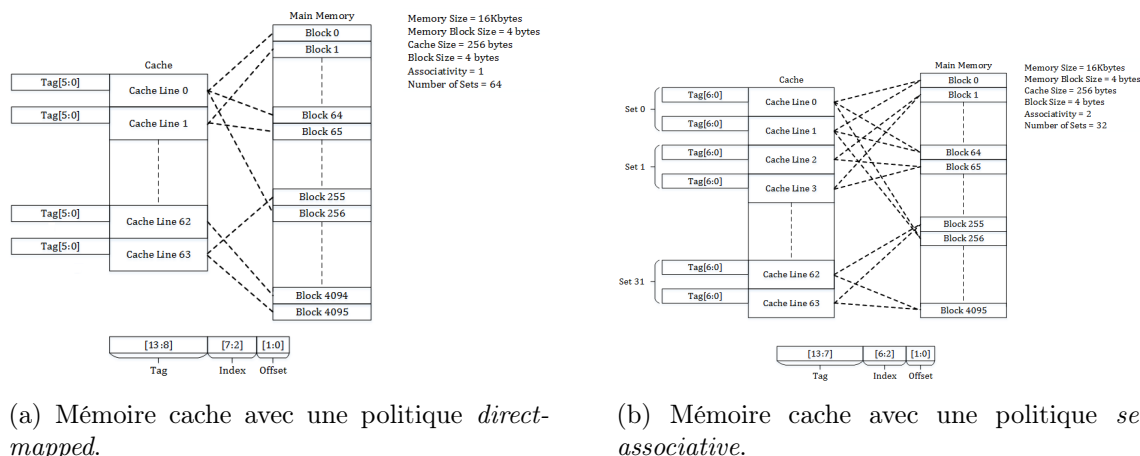 Main Memory
Block 0
Block 1
Block 64
Block 65
Block 255
Block 256
Block 4094
Block 4095
Memory Size = 16Kbytes
Memory Block Size = 4 bytes
Cache Size = 256 bytes
Block Size = 4 bytes
Associativity = 1
Number of Sets = 64
Cache
Tag[5:0] Cache Line 0
Tag[5:0] Cache Line 1
Tag[5:0] Cache Line 62
Tag[5:0] Cache Line 63
[13:8] [7:2] [1:0]
Tag Index Offset
(a) Mémoire cache avec une politique direct-
mapped.
Main Memory
Block 0
Block 1
Block 64
Block 65
Block 255
Block 256
Block 4095
Memory Size = 16Kbytes
Memory Block Size = 4 bytes
Cache Size = 256 bytes
Block Size = 4 bytes
Associativity = 2
Number of Sets = 32
Cache
Set 0
Tag[6:0] Cache Line 0
Tag[6:0] Cache Line 1
Set 1
Tag[6:0] Cache Line 2
Tag[6:0] Cache Line 3
Set 31
Tag[6:0] Cache Line 62
Tag[6:0] Cache Line 63
[13:7] [6:2] [1:0]
Tag Index Offset
(b) Mémoire cache avec une politique se
associative.